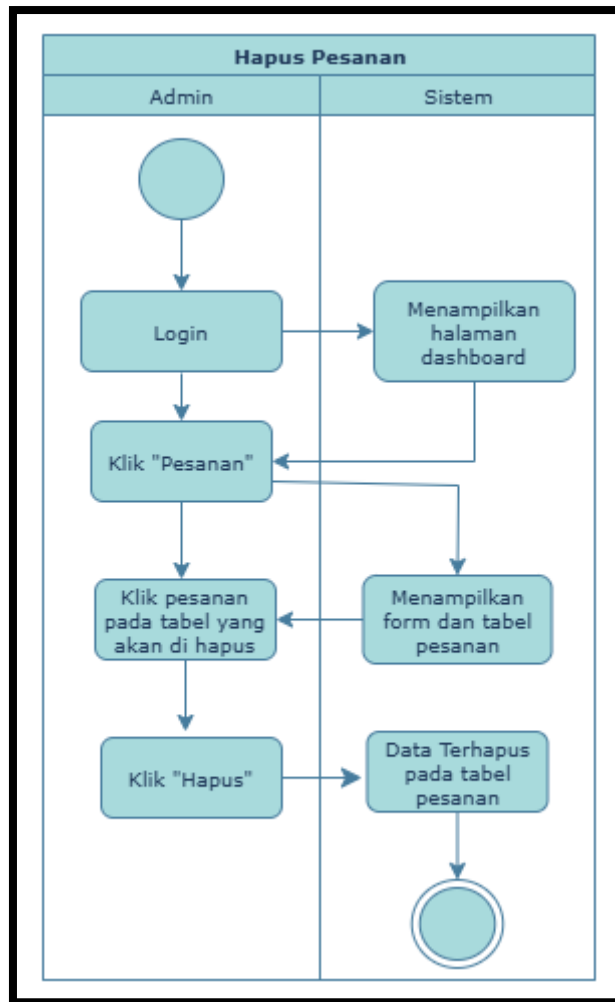 Hapus Pesanan
Admin
Sistem
Login
Menampilkan
halaman
dashboard
Klik "Pesanan"
Klik pesanan
pada tabel yang
akan di hapus
Menampilkan
form dan tabel
pesanan
Klik "Hapus"
Data Terhapus
pada tabel
pesanan